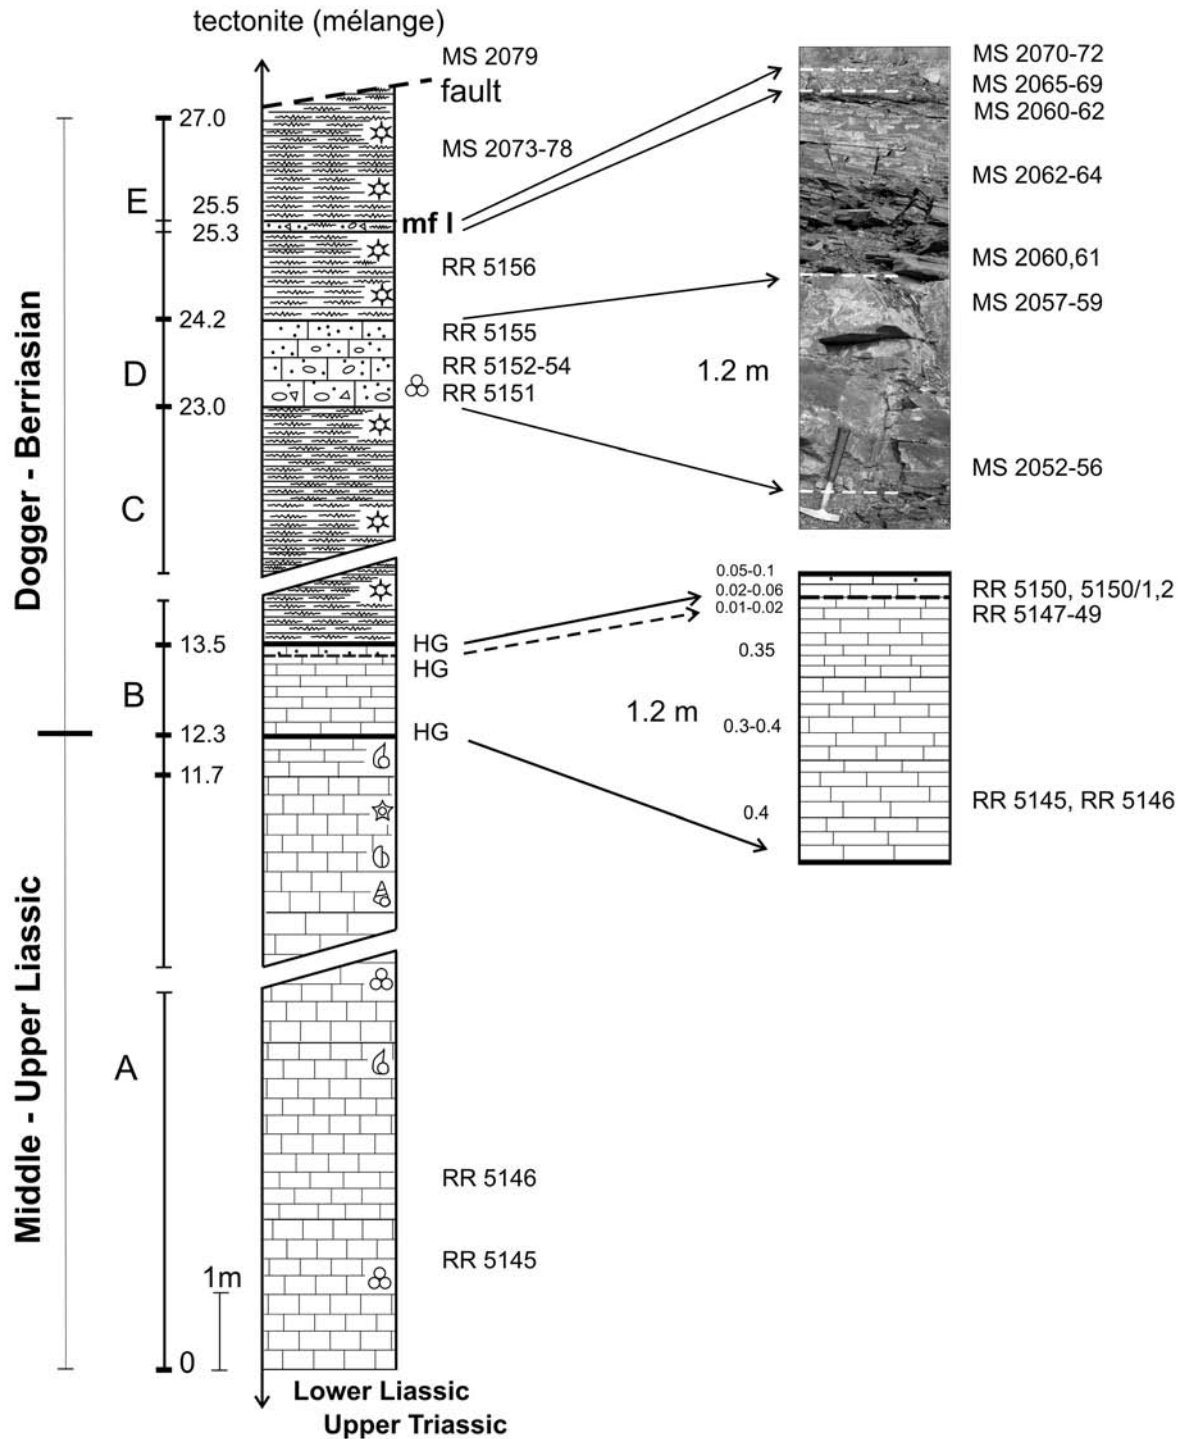 tectonite (mélange)
MS 2079
fault
27.0
MS 2073-78
E
25.5
25.3
mf I
RR 5156
24.2
RR 5155
D
RR 5152-54
RR 5151
23.0
C
Dogger - Berriasian
13.5
HG
HG
B
12.3
HG
11.7
Middle - Upper Liassic
A
RR 5146
RR 5145
1m
0
Lower Liassic
Upper Triassic
MS 2070-72
MS 2065-69
MS 2060-62
MS 2062-64
MS 2060,61
MS 2057-59
1.2 m
MS 2052-56
0.05-0.1
0.02-0.06
0.01-0.02
RR 5150, 5150/1,2
RR 5147-49
0.35
1.2 m
0.3-0.4
0.4
RR 5145, RR 5146